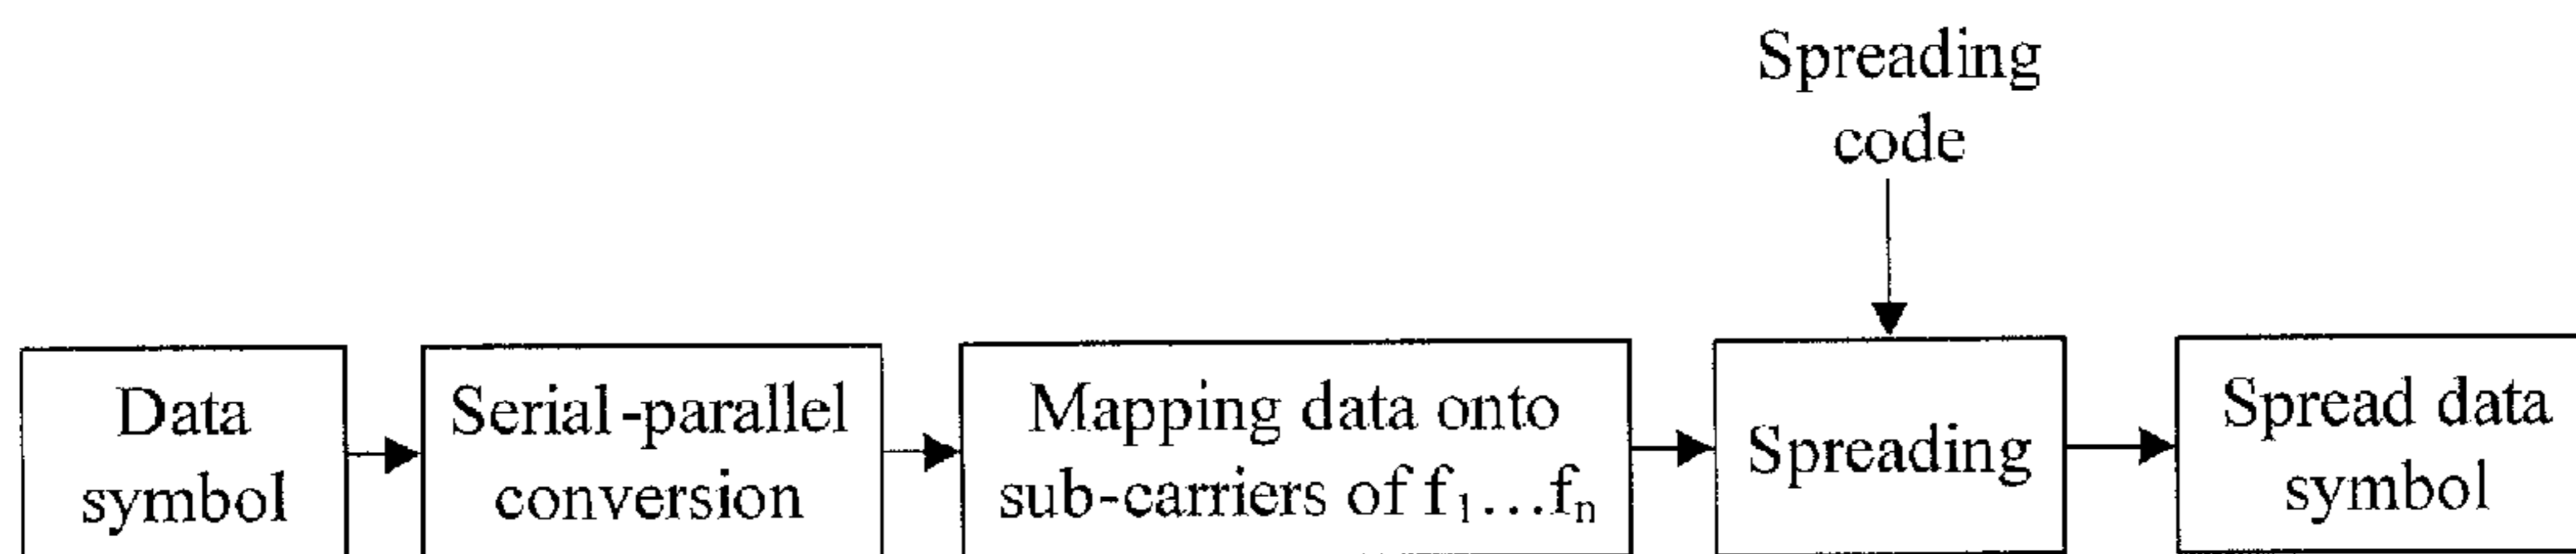 Spreading
code
Data
symbol
Serial-parallel
conversion
Mapping data onto
sub-carriers of f₁...fₙ
Spreading
Spread data
symbol